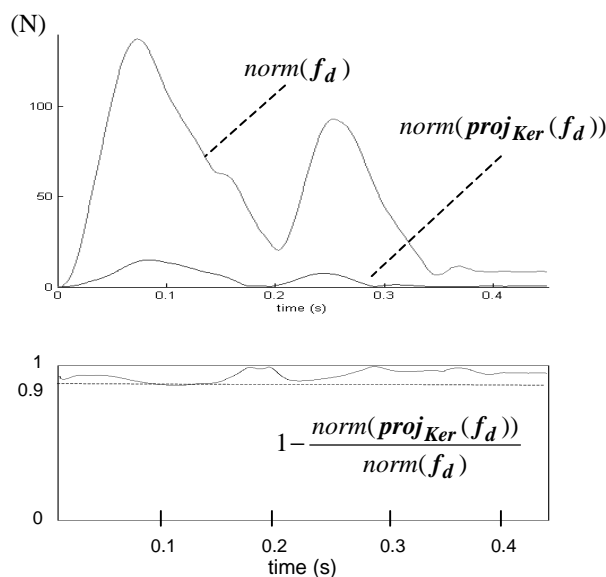 (N)
100
norm(f_d)
norm(proj_Ker(f_d))
50
0
0 0.1 0.2 0.3 0.4
time (s)
1
0.9
1 − norm(proj_Ker(f_d)) / norm(f_d)
0
0.1 0.2 0.3 0.4
time (s)